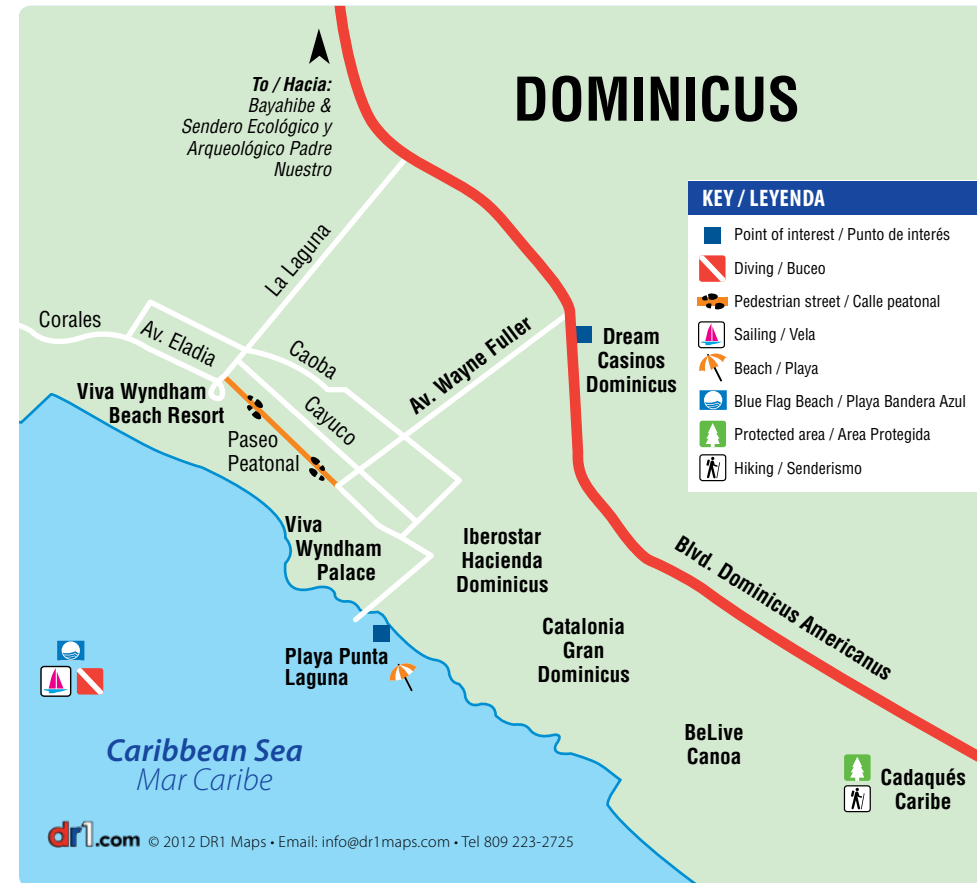 DOMINICUS
To / Hacia:
Bayahibe &
Sendero Ecológico y
Arqueológico Padre
Nuestro
KEY / LEYENDA
Point of interest / Punto de interés
Diving / Buceo
Pedestrian street / Calle peatonal
Sailing / Vela
Beach / Playa
Blue Flag Beach / Playa Bandera Azul
Protected area / Area Protegida
Hiking / Senderismo
La Laguna
Corales
Av. Eladia
Caoba
Av. Wayne Fuller
Dream
Casinos
Dominicus
Viva Wyndham
Beach Resort
Cayuco
Paseo
Peatonal
Viva
Wyndham
Palace
Iberostar
Hacienda
Dominicus
Blvd. Dominicus Americanus
Catalonia
Gran
Dominicus
Playa Punta
Laguna
BeLive
Canoa
Cadaqués
Caribe
Caribbean Sea
Mar Caribe
dr1.com © 2012 DR1 Maps • Email: info@dr1maps.com • Tel 809 223-2725